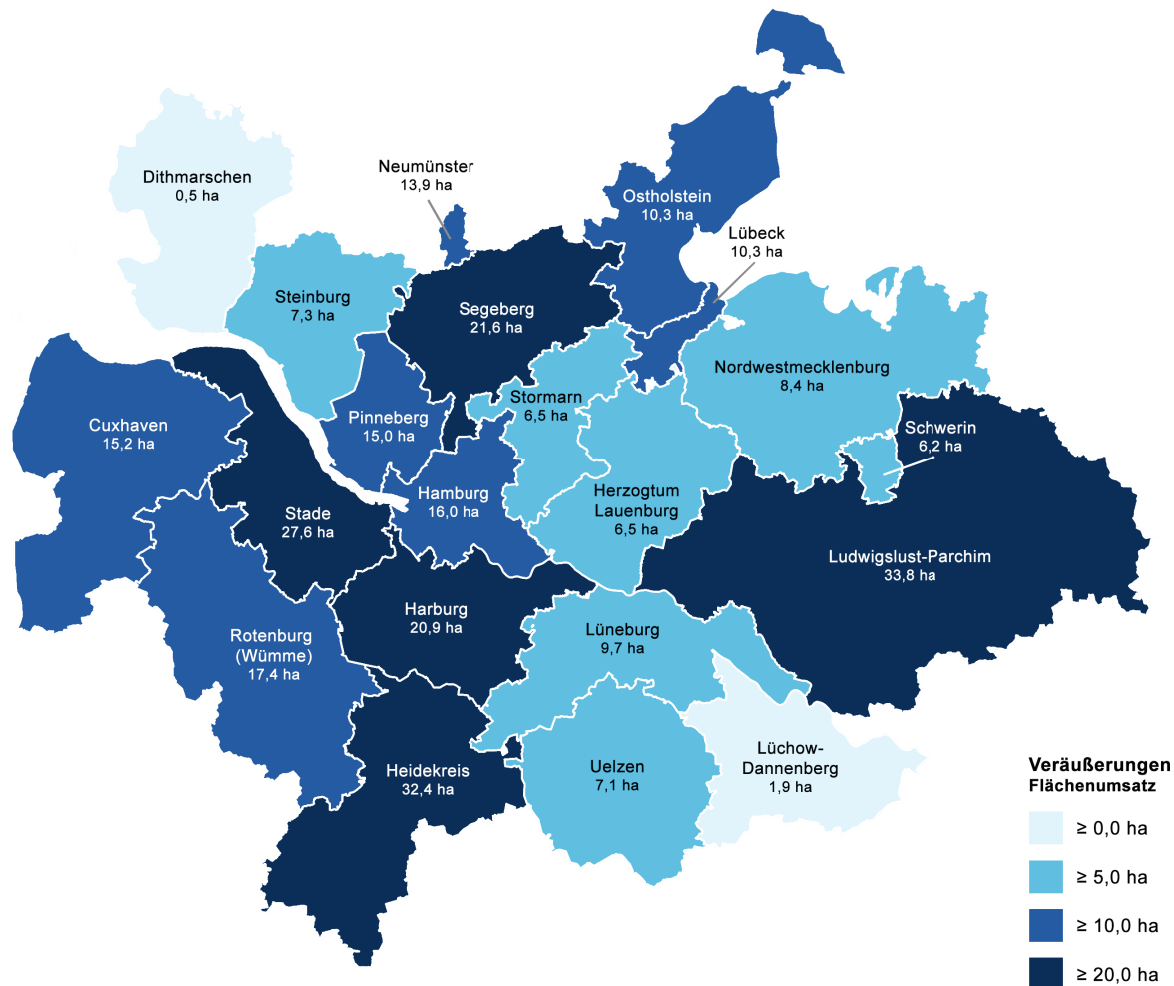 Neumünster
13,9 ha
Dithmarschen
0,5 ha
Ostholstein
10,3 ha
Lübeck
10,3 ha
Steinburg
7,3 ha
Segeberg
21,6 ha
Nordwestmecklenburg
8,4 ha
Stormarn
6,5 ha
Pinneberg
15,0 ha
Cuxhaven
15,2 ha
Schwerin
6,2 ha
Hamburg
16,0 ha
Herzogtum
Lauenburg
6,5 ha
Stade
27,6 ha
Ludwigslust-Parchim
33,8 ha
Harburg
20,9 ha
Lüneburg
9,7 ha
Rotenburg
(Wümme)
17,4 ha
Heidekreis
32,4 ha
Uelzen
7,1 ha
Lüchow-
Dannenberg
1,9 ha
Veräußerungen
Flächenumsatz
≥ 0,0 ha
≥ 5,0 ha
≥ 10,0 ha
≥ 20,0 ha